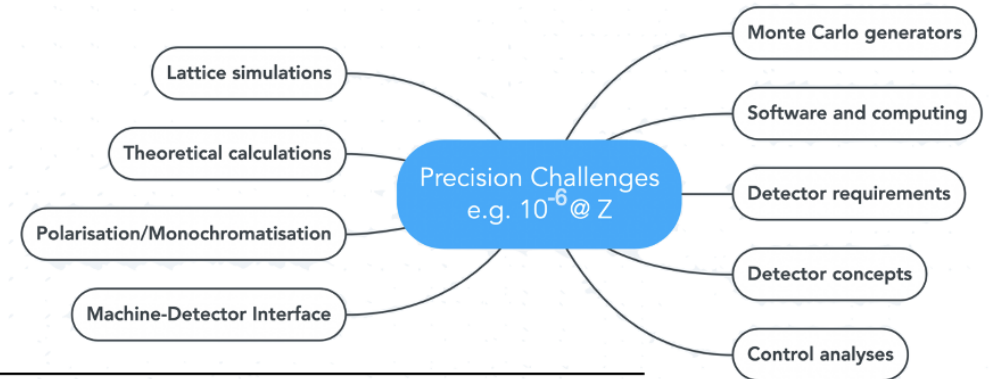 Lattice simulations
Theoretical calculations
Polarisation/Monochromatisation
Machine-Detector Interface
Precision Challenges
e.g. 10⁻⁶@ Z
Monte Carlo generators
Software and computing
Detector requirements
Detector concepts
Control analyses